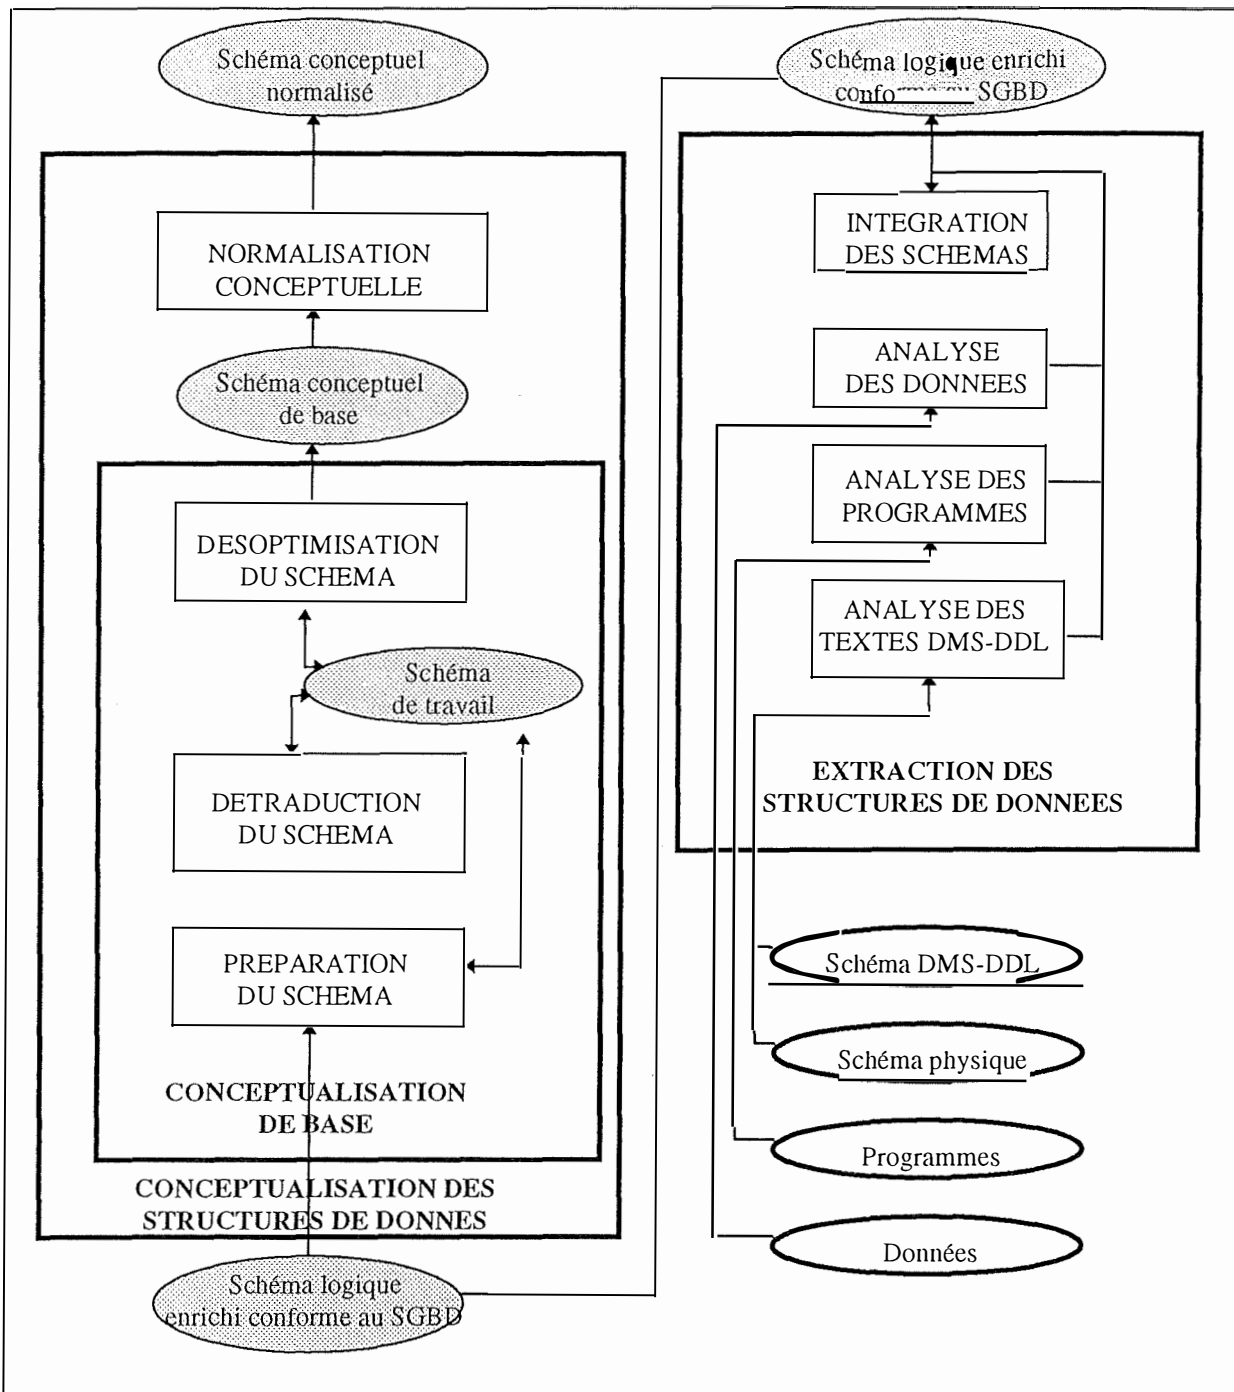 Schéma conceptuel
normalisé
NORMALISATION
CONCEPTUELLE
Schéma conceptuel
de base
DESOPTIMISATION
DU SCHEMA
Schéma
de travail
DETRADUCTION
DU SCHEMA
PREPARATION
DU SCHEMA
CONCEPTUALISATION
DE BASE
CONCEPTUALISATION DES
STRUCTURES DE DONNES
Schéma logique
enrichi conforme au SGBD
Schéma logique enrichi
SGBD
INTEGRATION
DES SCHEMAS
ANALYSE
DES DONNEES
ANALYSE DES
PROGRAMMES
ANALYSE DES
TEXTES DMS-DDL
EXTRACTION DES
STRUCTURES DE DONNEES
Schéma DMS-DDL
Schéma physique
Programmes
Données